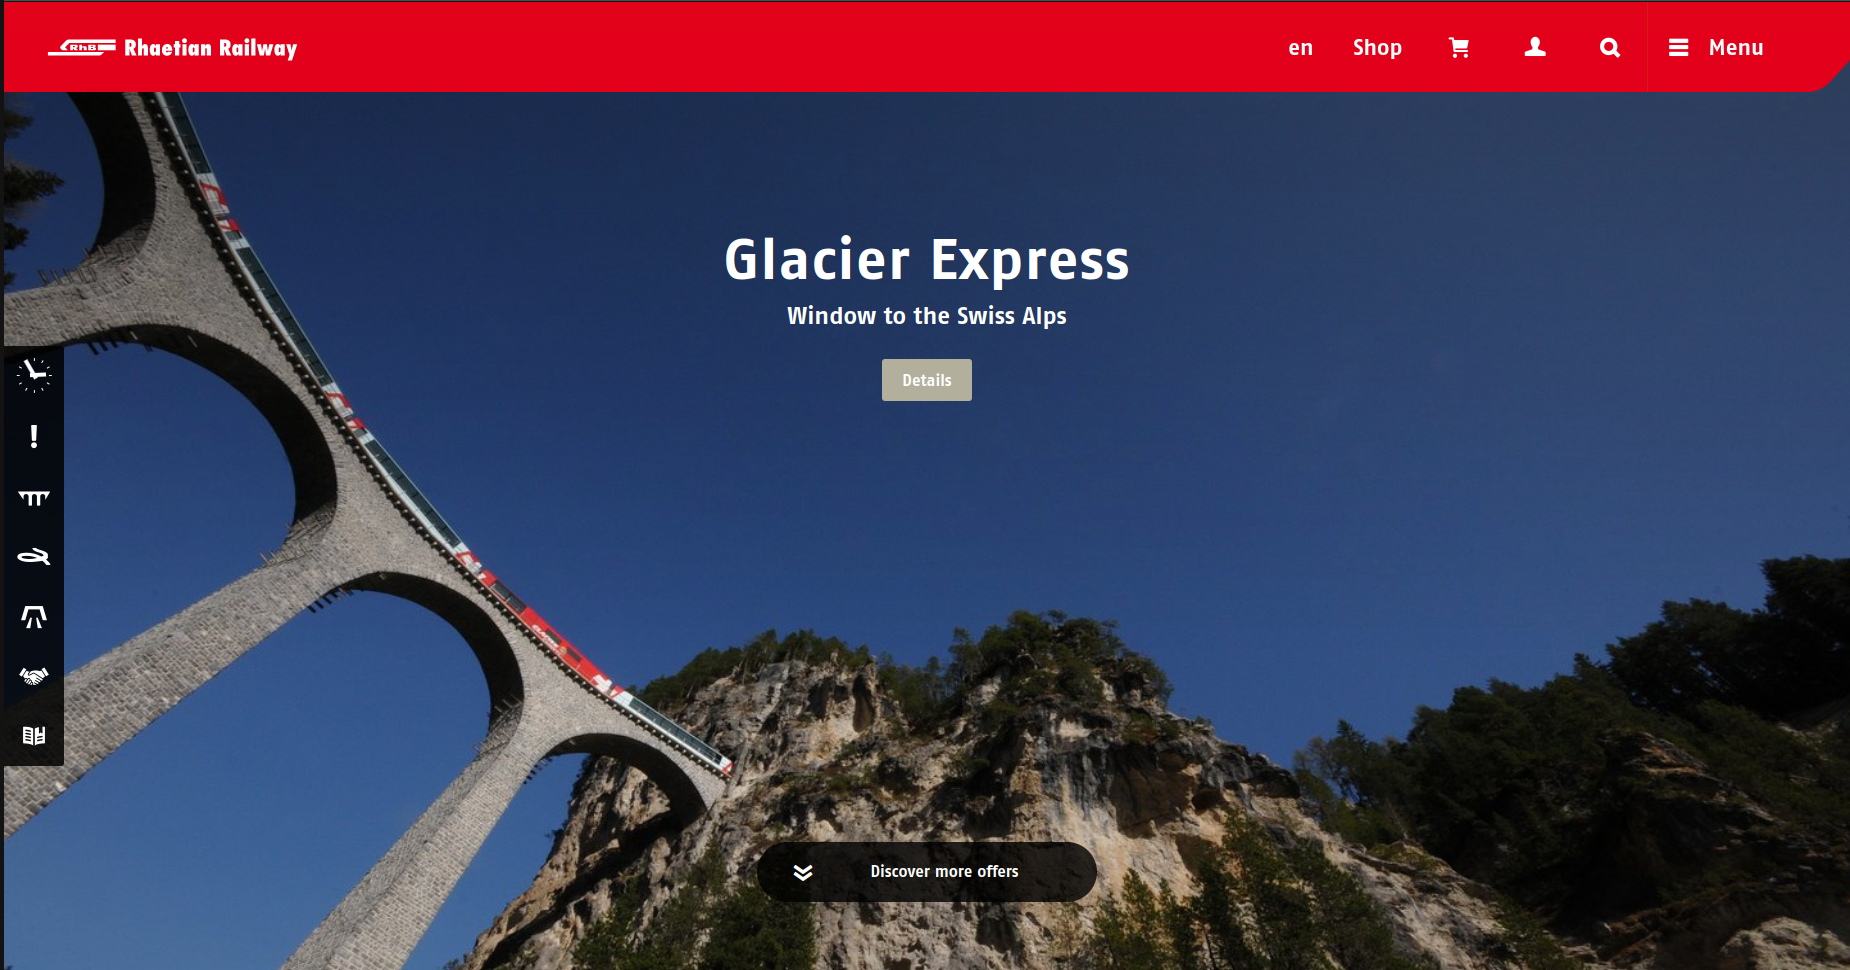 RhB Rhaetian Railway
en Shop Menu
Glacier Express
Window to the Swiss Alps
Details
Discover more offers